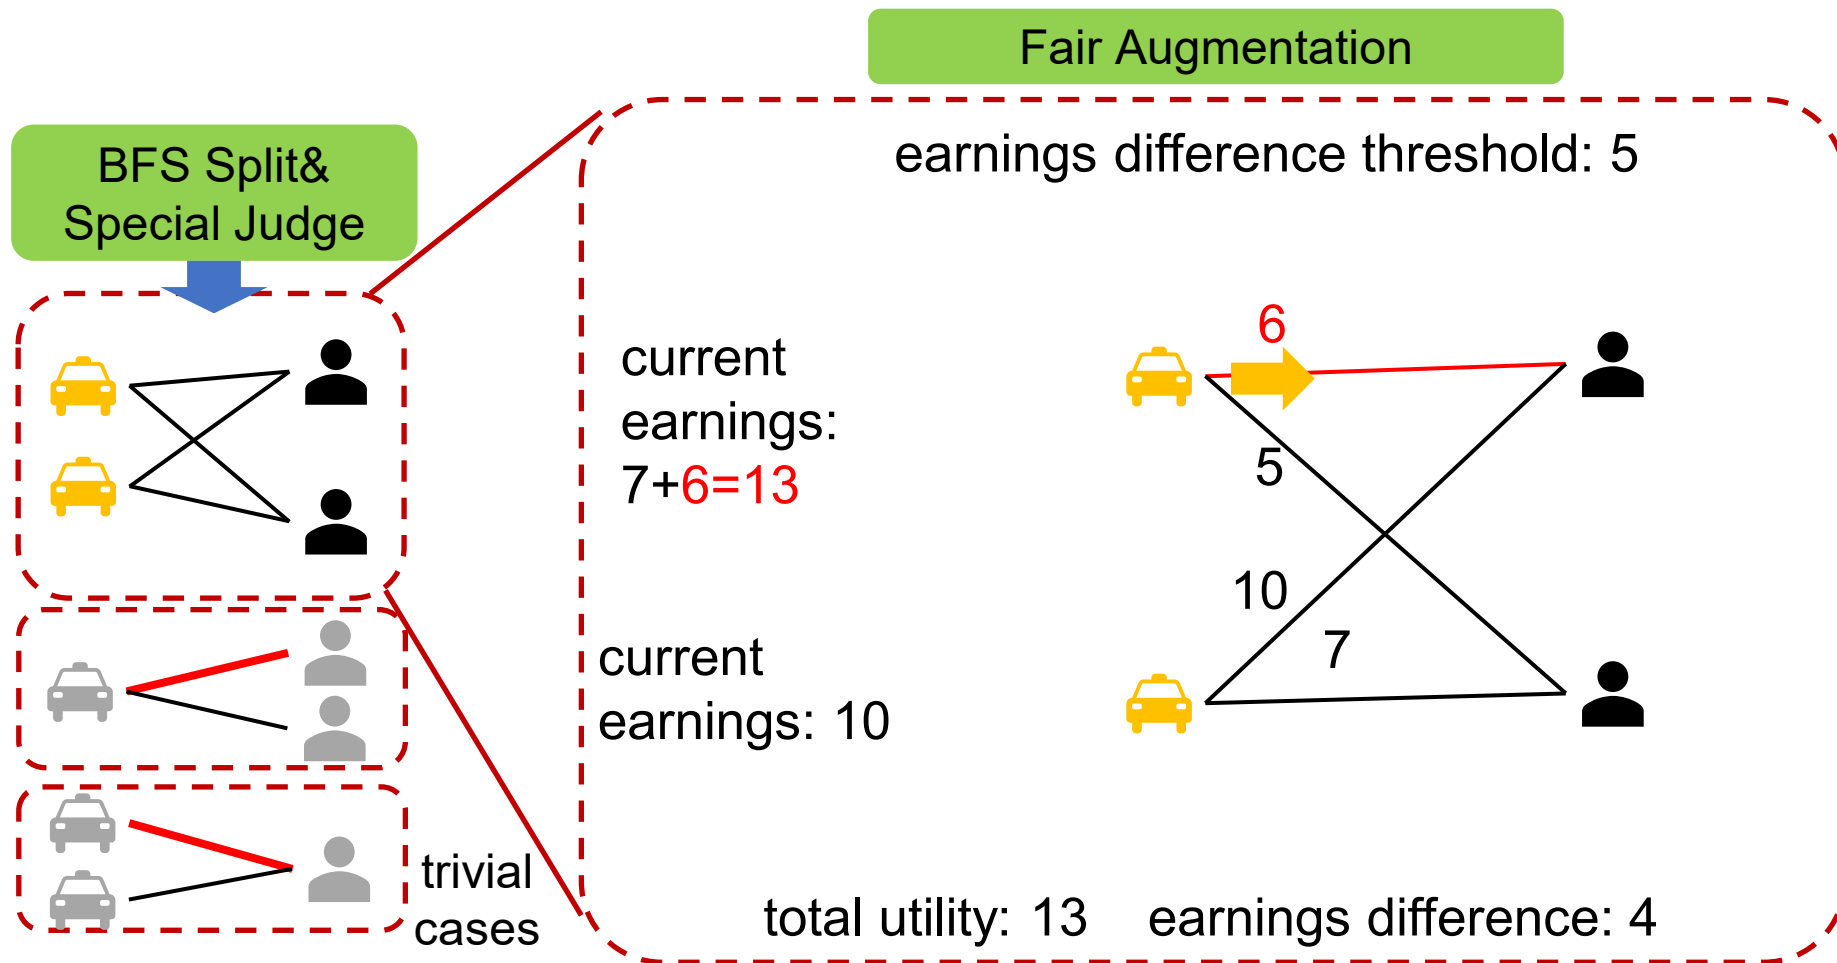 Fair Augmentation
BFS Split&
Special Judge
earnings difference threshold: 5
current
earnings:
7+6=13
6
5
10
7
current
earnings: 10
trivial
cases
total utility: 13
earnings difference: 4